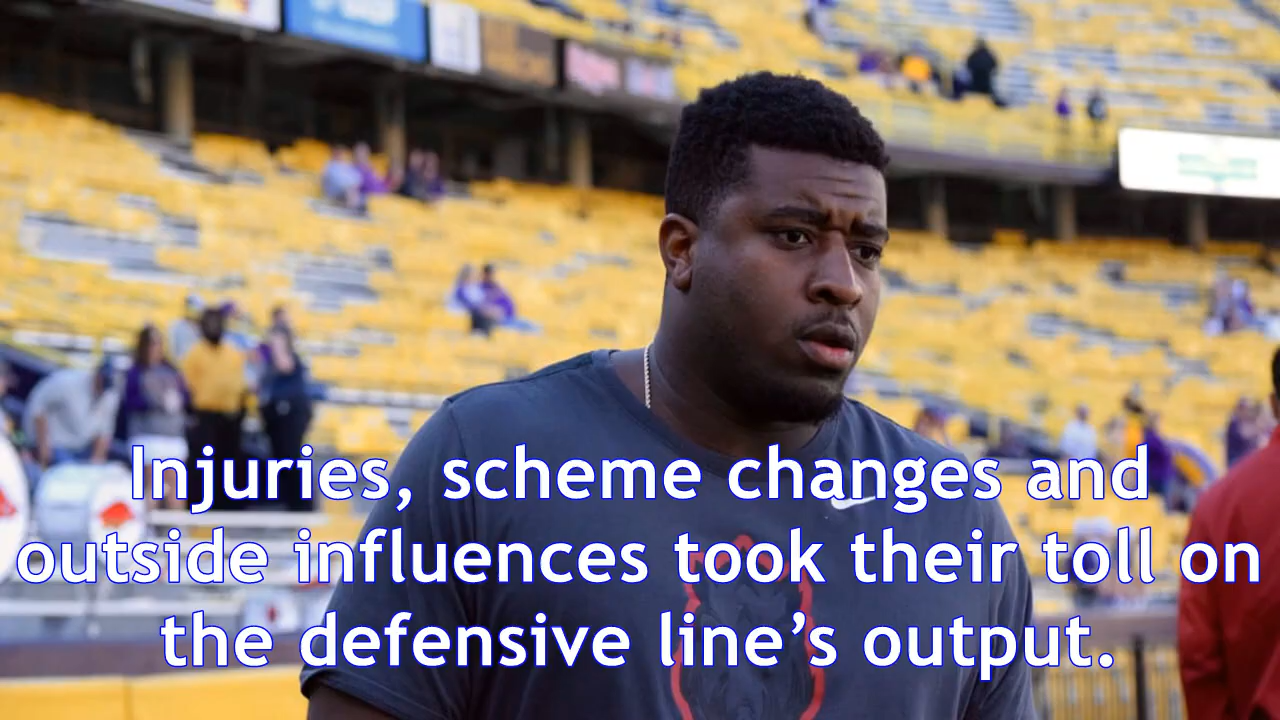 Injuries, scheme changes and
outside influences took their toll on
the defensive line’s output.